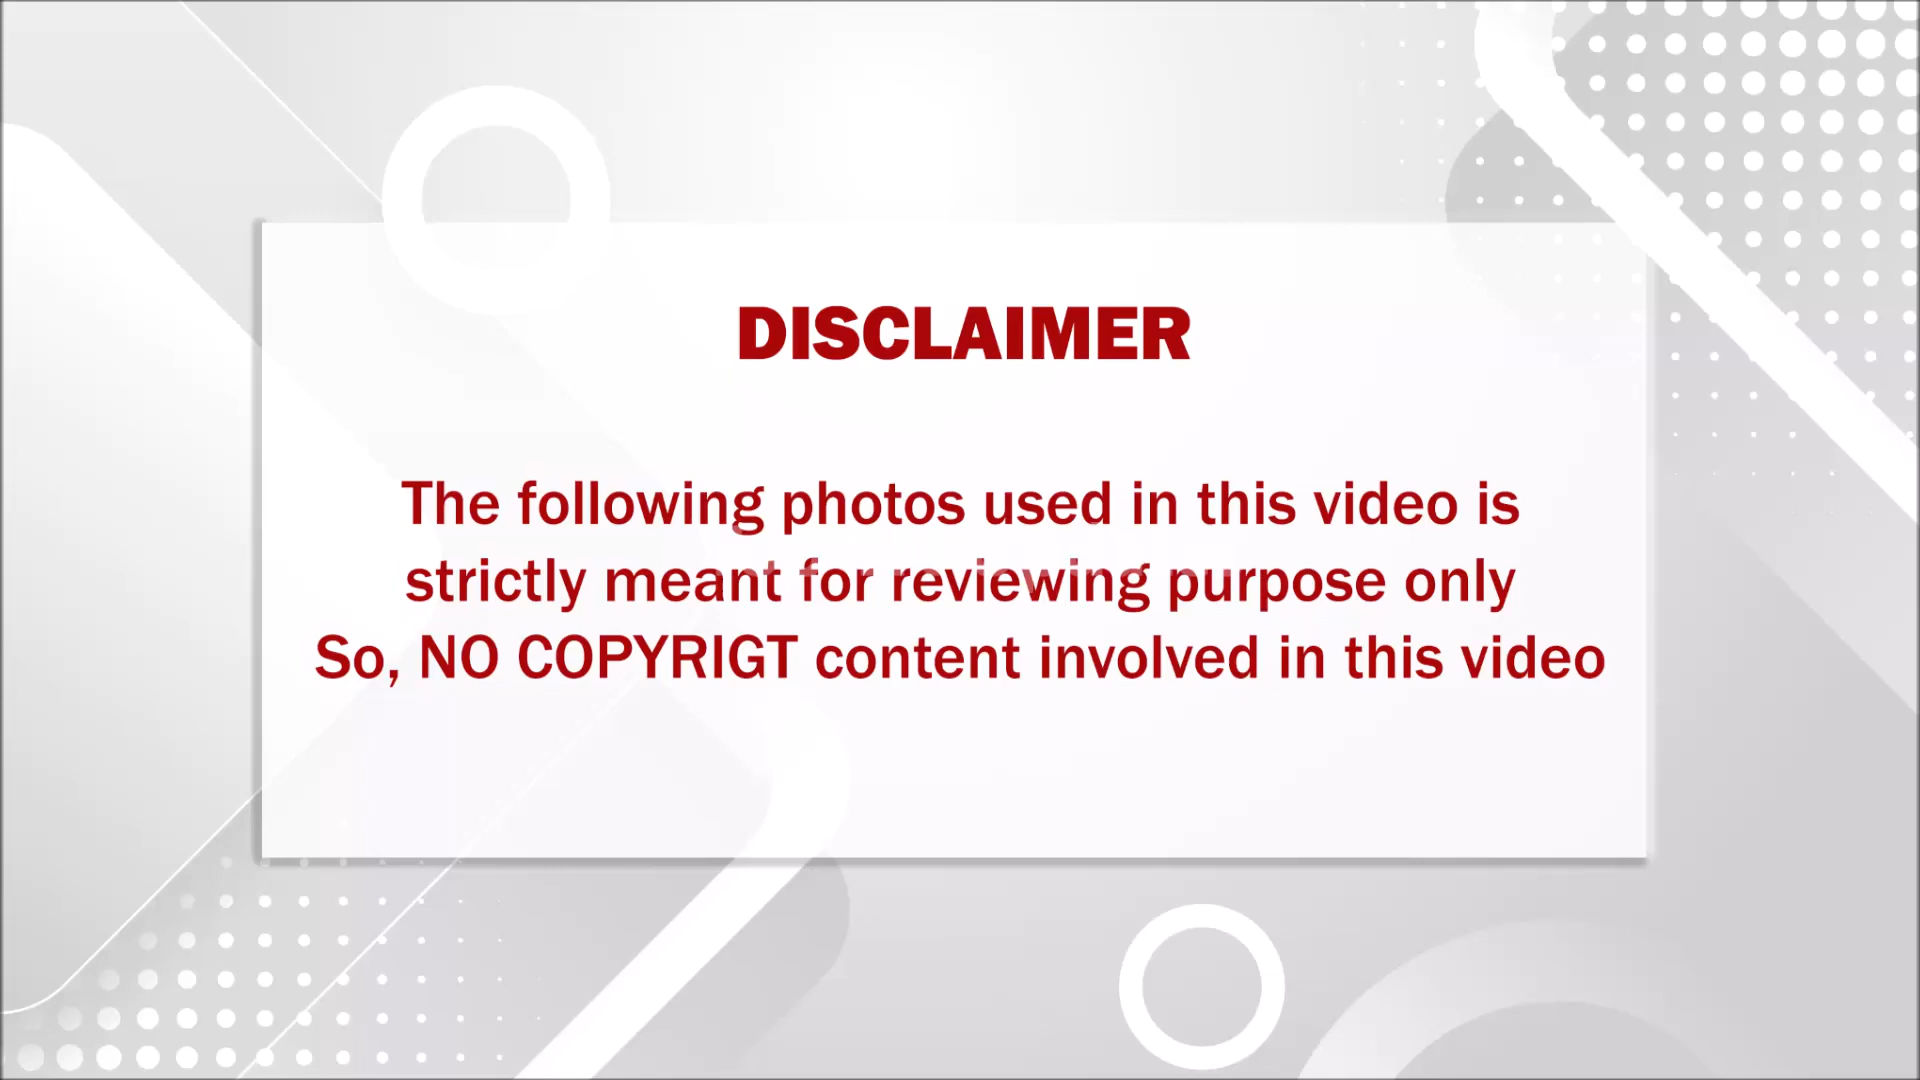 DISCLAIMER
The following photos used in this video is
strictly meant for reviewing purpose only
So, NO COPYRIGT content involved in this video